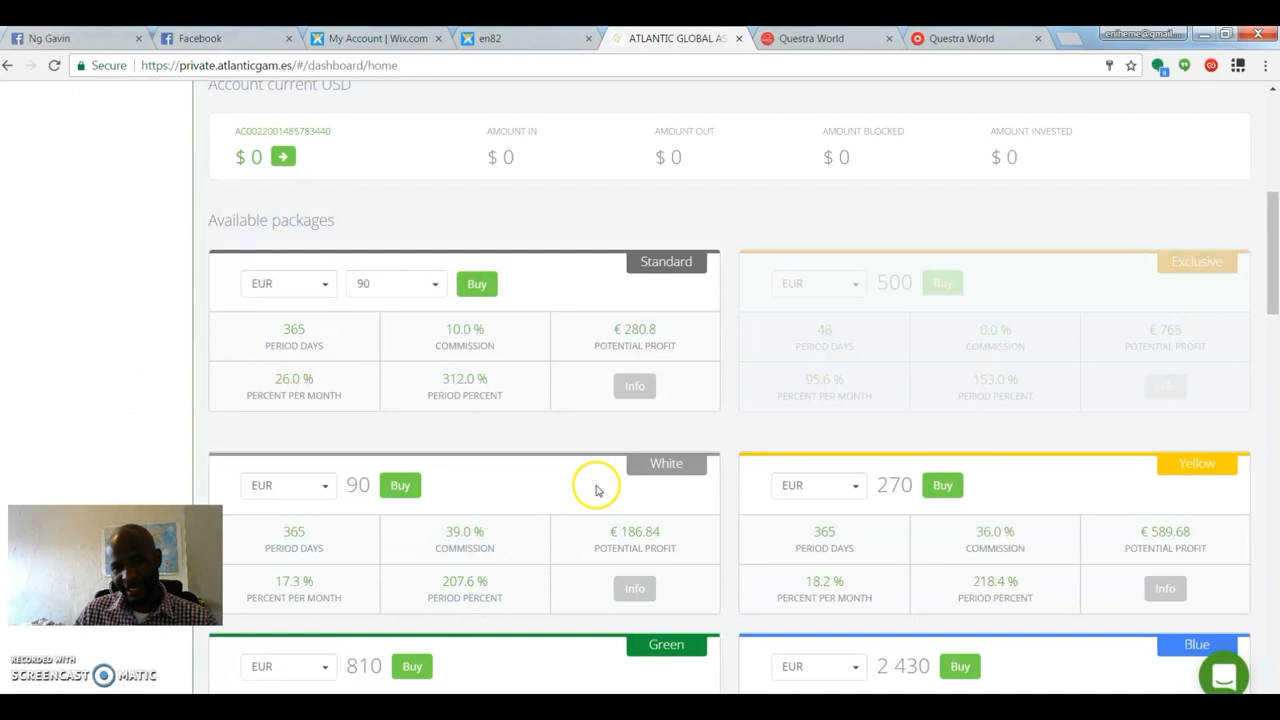 Ng Gavin
Facebook
My Account | Wix.com
en82
ATLANTIC GLOBAL AS
Questra World
Questra World
Secure https://private.atlanticgam.es/#/dashboard/home
Account current USD
AC0022001485783440 AMOUNT IN AMOUNT OUT AMOUNT BLOCKED AMOUNT INVESTED
$ 0 $ 0 $ 0 $ 0 $ 0
Available packages
Standard
EUR 90 Buy
365 10.0 % € 280.8
PERIOD DAYS COMMISSION POTENTIAL PROFIT
26.0 % 312.0 % Info
PERCENT PER MONTH PERIOD PERCENT
Exclusive
EUR 500 Buy
48 0.0 % € 765
PERIOD DAYS COMMISSION POTENTIAL PROFIT
95.6 % 153.0 % Info
PERCENT PER MONTH PERIOD PERCENT
White
EUR 90 Buy
365 39.0 % € 186.84
PERIOD DAYS COMMISSION POTENTIAL PROFIT
17.3 % 207.6 % Info
PERCENT PER MONTH PERIOD PERCENT
Yellow
EUR 270 Buy
365 36.0 % € 589.68
PERIOD DAYS COMMISSION POTENTIAL PROFIT
18.2 % 218.4 % Info
PERCENT PER MONTH PERIOD PERCENT
Green
EUR 810 Buy
Blue
EUR 2 430 Buy
RECORDED WITH
SCREENCAST MATIC